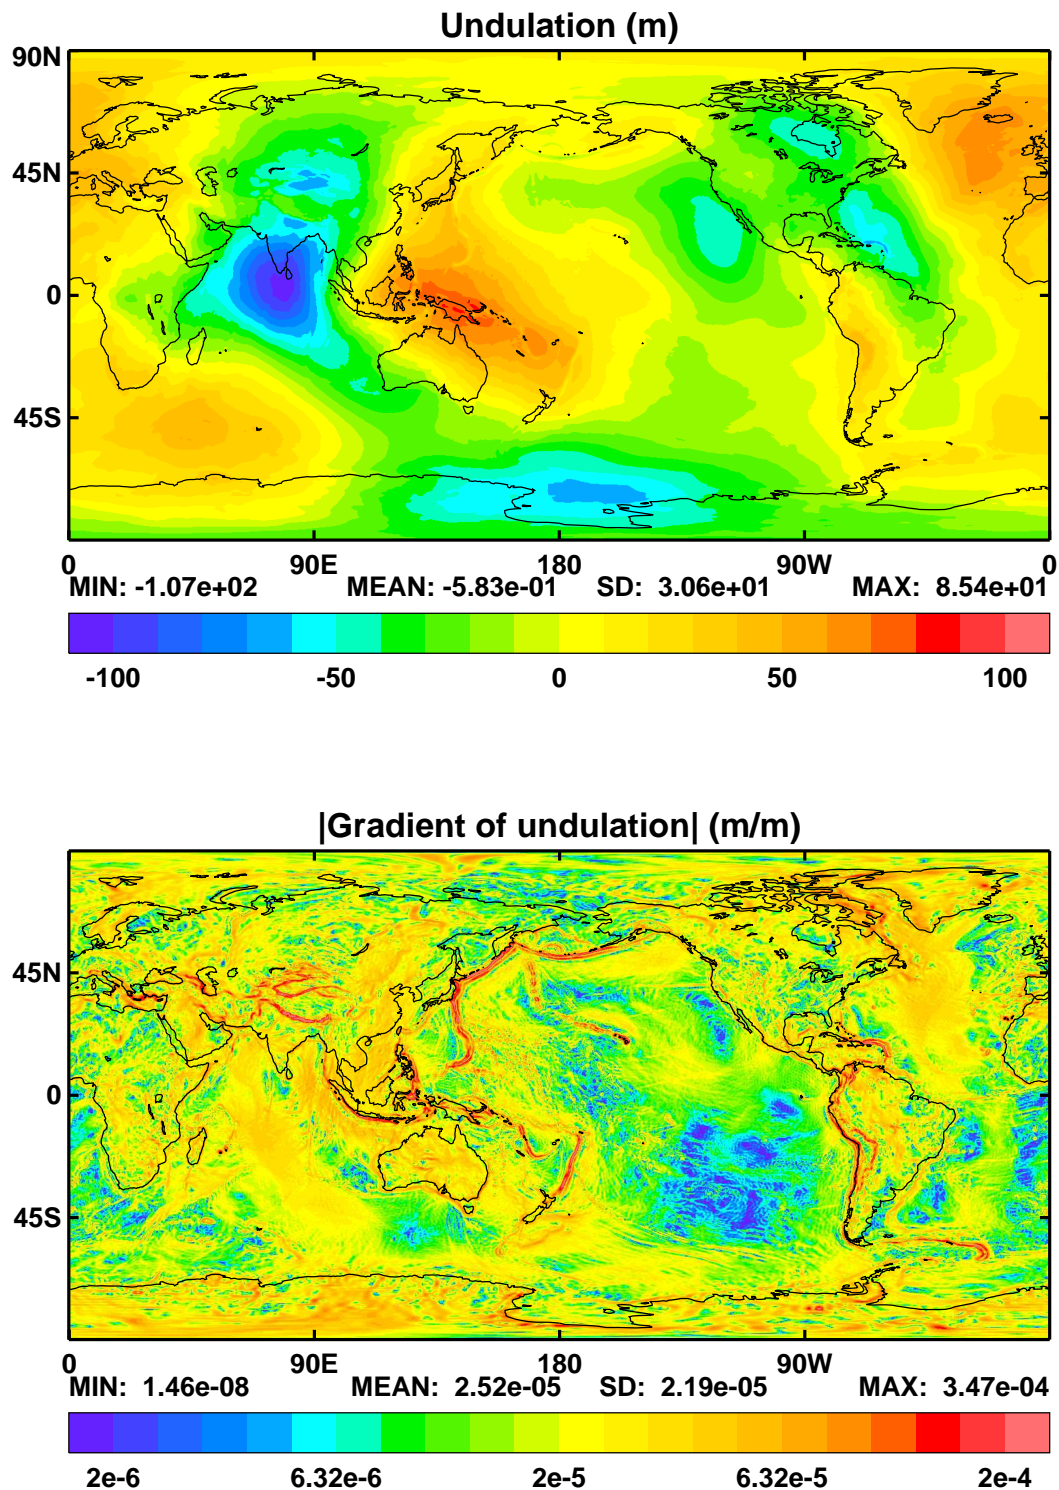 Undulation (m)
90N
45N
0
45S
0 90E 180 90W 0
MIN: -1.07e+02 MEAN: -5.83e-01 SD: 3.06e+01 MAX: 8.54e+01
-100 -50 0 50 100
|Gradient of undulation| (m/m)
45N
0
45S
0 90E 180 90W
MIN: 1.46e-08 MEAN: 2.52e-05 SD: 2.19e-05 MAX: 3.47e-04
2e-6 6.32e-6 2e-5 6.32e-5 2e-4